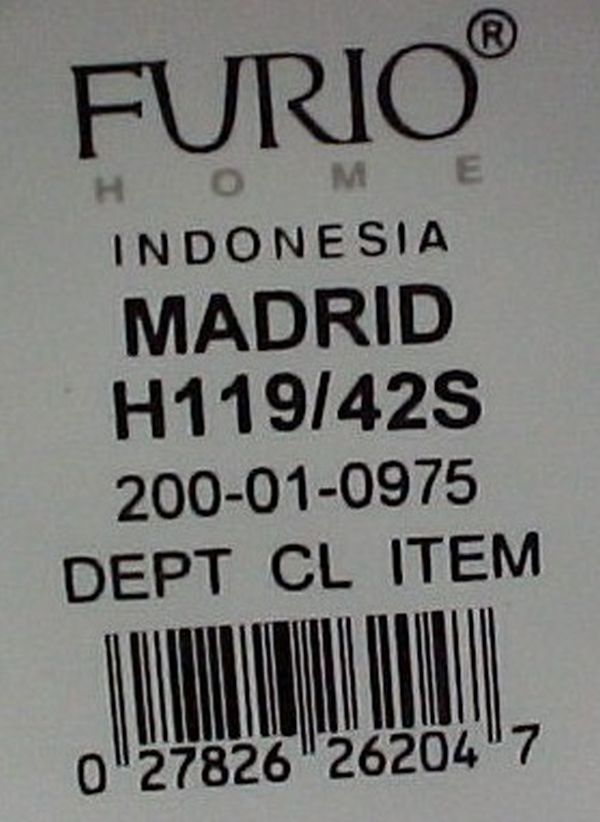 FURIO®
HOME
INDONESIA
MADRID
H119/42S
200-01-0975
DEPT CL ITEM
0 27826 26204 7